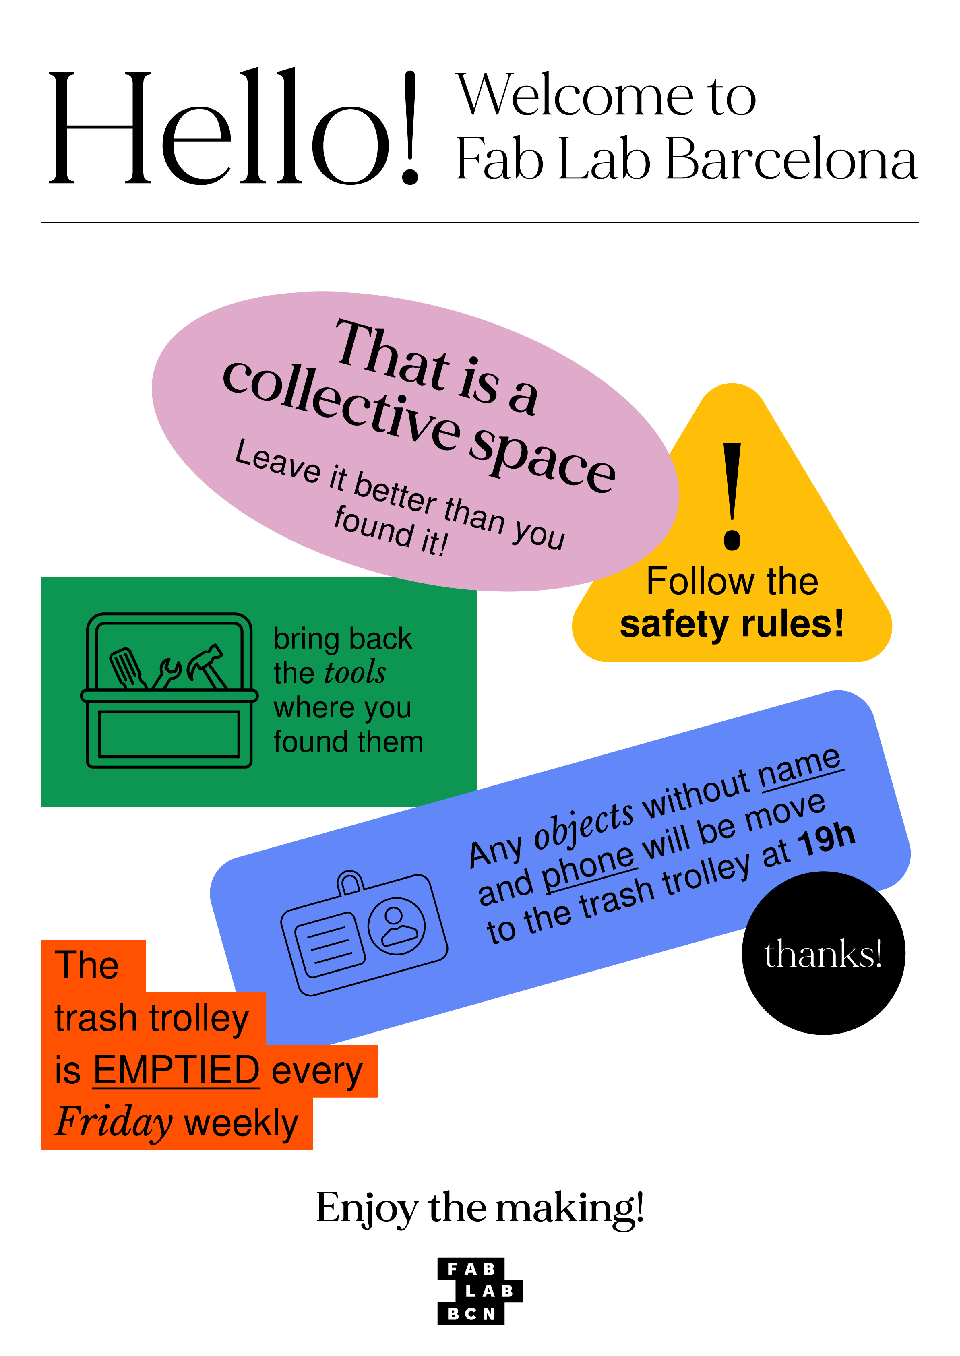 Hello!
Welcome to
Fab Lab Barcelona
That is a
collective space
Leave it better than you
found it!
!
Follow the
safety rules!
bring back
the tools
where you
found them
Any objects without name
and phone will be move
to the trash trolley at 19h
thanks!
The
trash trolley
is EMPTIED every
Friday weekly
Enjoy the making!
FAB
LAB
BCN